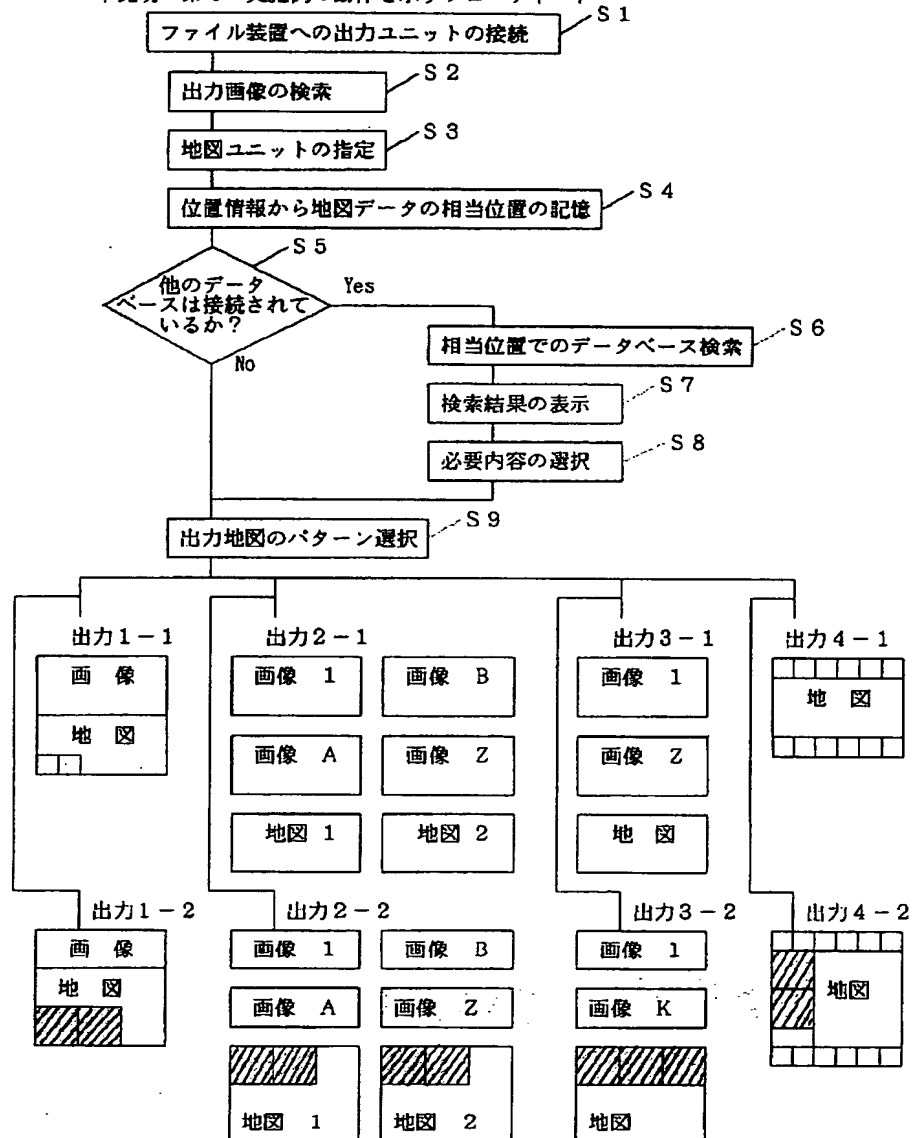 S1
ファイル装置への出力ユニットの接続
S2
出力画像の検索
S3
地図ユニットの指定
S4
位置情報から地図データの相当位置の記憶
S5
他のデータ
ベースは接続されて
いるか?
Yes
No
S6
相当位置でのデータベース検索
S7
検索結果の表示
S8
必要内容の選択
S9
出力地図のパターン選択
出力1-1
画像
地図
出力2-1
画像 1
画像 B
画像 A
画像 Z
地図 1
地図 2
出力3-1
画像 1
画像 Z
地図
出力4-1
地図
出力1-2
画像
地図
出力2-2
画像 1
画像 B
画像 A
画像 Z
地図 1
地図 2
出力3-2
画像 1
画像 K
地図
出力4-2
地図